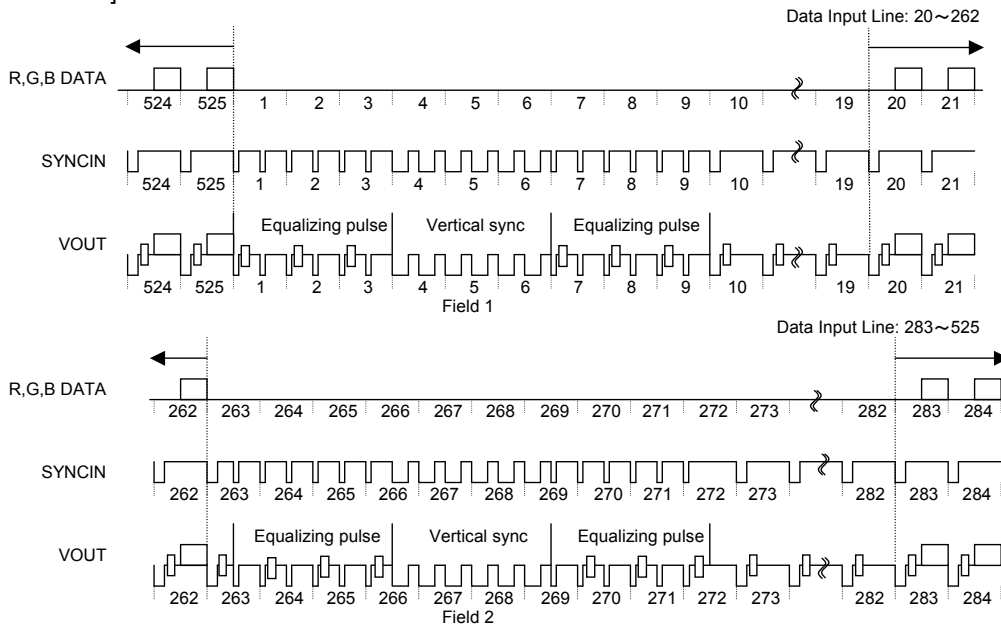 ]
Data Input Line: 20～262
R,G,B DATA
524 525 1 2 3 4 5 6 7 8 9 10 19 20 21
SYNCIN
524 525 1 2 3 4 5 6 7 8 9 10 19 20 21
Equalizing pulse Vertical sync Equalizing pulse
VOUT
524 525 1 2 3 4 5 6 7 8 9 10 19 20 21
Field 1
Data Input Line: 283～525
R,G,B DATA
262 263 264 265 266 267 268 269 270 271 272 273 282 283 284
SYNCIN
262 263 264 265 266 267 268 269 270 271 272 273 282 283 284
Equalizing pulse Vertical sync Equalizing pulse
VOUT
262 263 264 265 266 267 268 269 270 271 272 273 282 283 284
Field 2